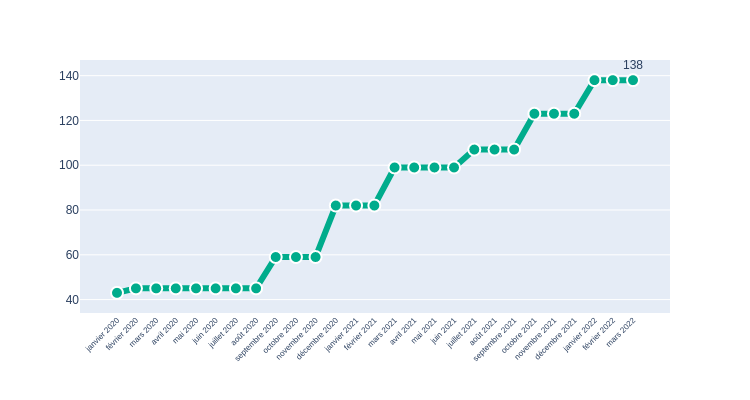 138
140
120
100
80
60
40
janvier 2020
février 2020
mars 2020
avril 2020
mai 2020
juin 2020
juillet 2020
août 2020
septembre 2020
octobre 2020
novembre 2020
décembre 2020
janvier 2021
février 2021
mars 2021
avril 2021
mai 2021
juin 2021
juillet 2021
août 2021
septembre 2021
octobre 2021
novembre 2021
décembre 2021
janvier 2022
février 2022
mars 2022